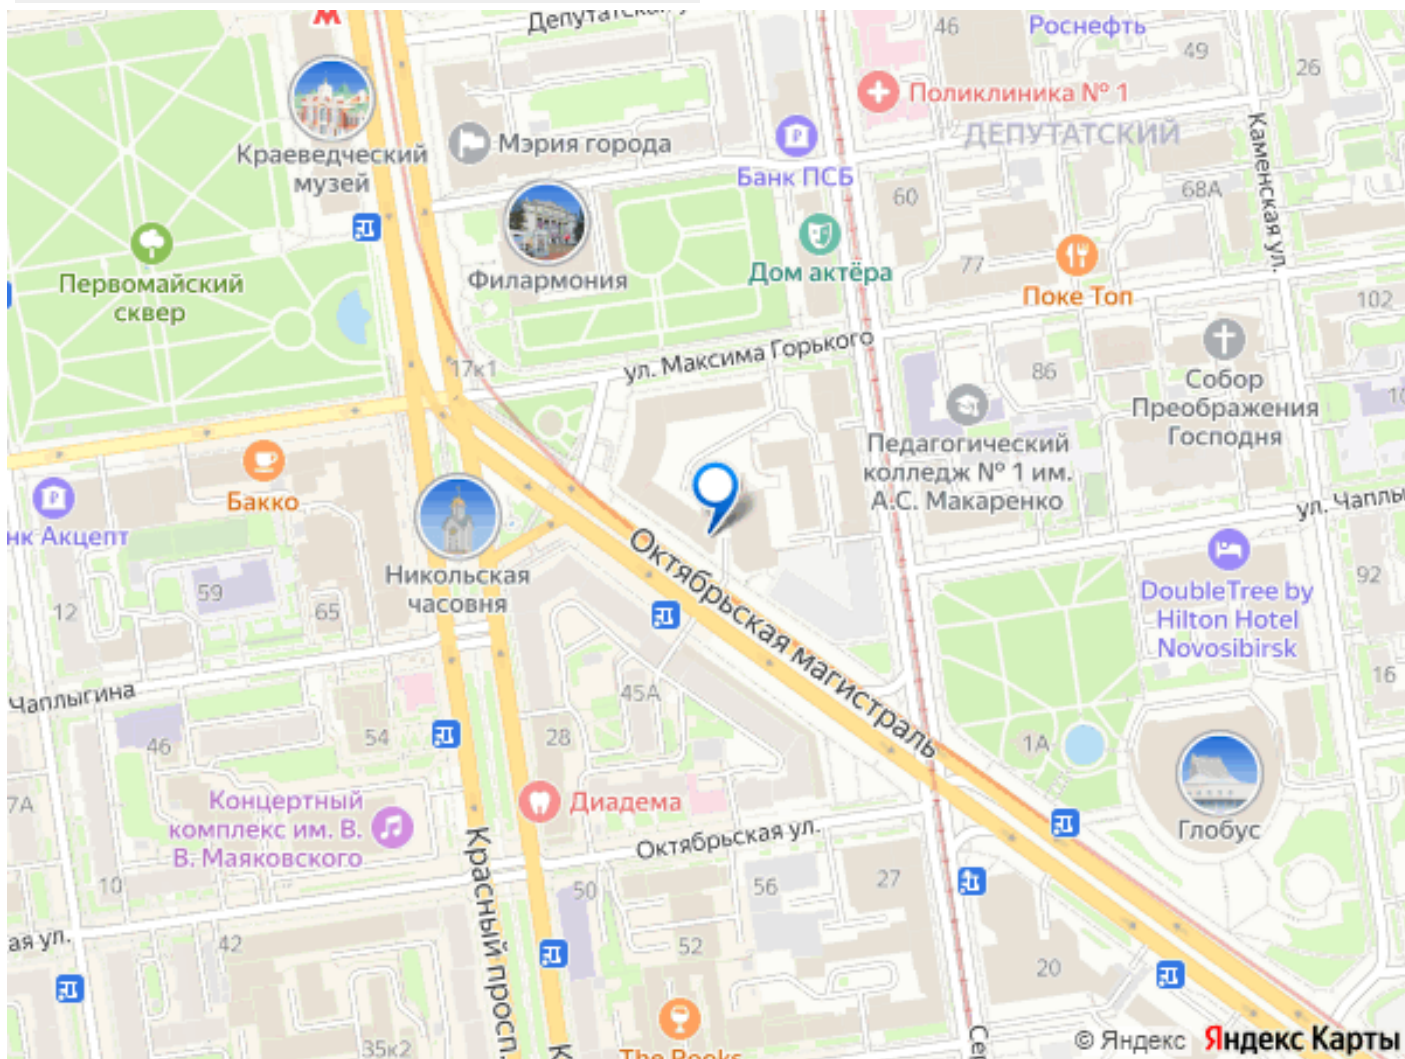 Депутатская у
46
Роснефть
49
26
Поликлиника № 1
ДЕПУТАТСКИЙ
Каменская ул.
Краеведческий
музей
Мэрия города
Банк ПСБ
60
68А
Филармония
Дом актёра
77
Поке Топ
102
Первомайский
сквер
17к1
ул. Максима Горького
86
Собор
Преображения
Господня
10
Педагогический
колледж № 1 им.
А.С. Макаренко
Бакко
нк Акцепт
Никольская
часовня
ул. Чаплы
DoubleTree by
Hilton Hotel
Novosibirsk
92
59
12
65
Октябрьская магистраль
Чаплыгина
45А
16
46
54
28
1А
7А
Концертный
комплекс им. В.
В. Маяковского
Диадема
Глобус
Красный просп.
Октябрьская ул.
10
50
56
27
ая ул.
42
52
20
35к2
The Rooks
К
Сер
© Яндекс Яндекс Карты